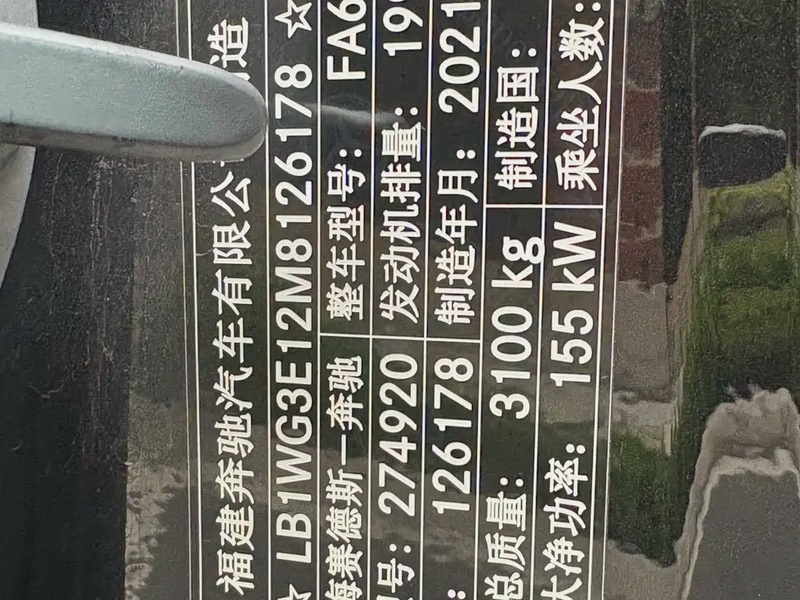 福建奔驰汽车有限公 造
☆ LB1WG3E12M8126178 ☆
梅赛德斯—奔驰 整车型号: FA6
号: 274920 发动机排量: 19
: 126178 制造年月: 2021
总质量: 3100 kg 制造国:
大净功率: 155 kW 乘坐人数: